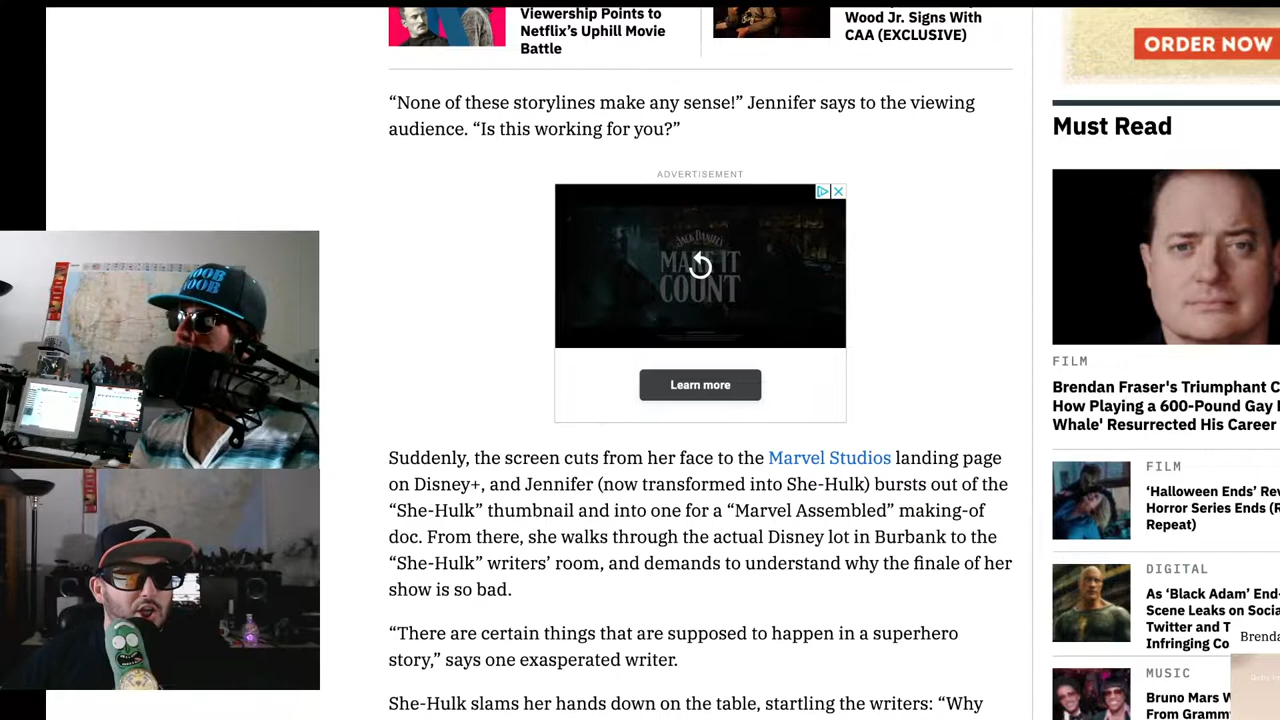 Viewership Points to
Netflix’s Uphill Movie
Battle
Wood Jr. Signs With
CAA (EXCLUSIVE)
ORDER NOW
“None of these storylines make any sense!” Jennifer says to the viewing
audience. “Is this working for you?”
ADVERTISEMENT
JACK DANIEL'S
MAKE IT
COUNT
Learn more
Suddenly, the screen cuts from her face to the Marvel Studios landing page
on Disney+, and Jennifer (now transformed into She-Hulk) bursts out of the
“She-Hulk” thumbnail and into one for a “Marvel Assembled” making-of
doc. From there, she walks through the actual Disney lot in Burbank to the
“She-Hulk” writers’ room, and demands to understand why the finale of her
show is so bad.
“There are certain things that are supposed to happen in a superhero
story,” says one exasperated writer.
She-Hulk slams her hands down on the table, startling the writers: “Why
Must Read
FILM
Brendan Fraser's Triumphant C
How Playing a 600-Pound Gay
Whale' Resurrected His Career
FILM
‘Halloween Ends’ Rev
Horror Series Ends (R
Repeat)
DIGITAL
As ‘Black Adam’ End-
Scene Leaks on Socia
Twitter and T
Infringing Co
Brenda
MUSIC
Bruno Mars W
From Gramm
NOOB
NOOB